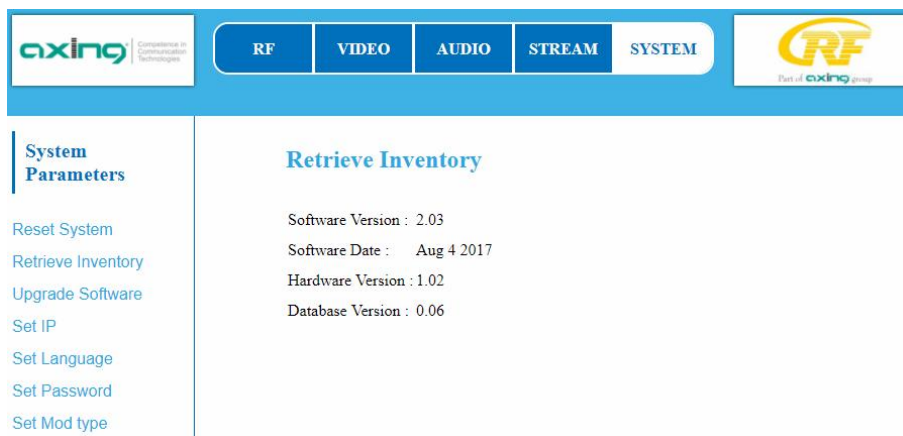 axing
Competence in
Communication
Technologies
RF VIDEO AUDIO STREAM SYSTEM
RF
Part of axing group
System
Parameters
Reset System
Retrieve Inventory
Upgrade Software
Set IP
Set Language
Set Password
Set Mod type
Retrieve Inventory
Software Version : 2.03
Software Date : Aug 4 2017
Hardware Version : 1.02
Database Version : 0.06